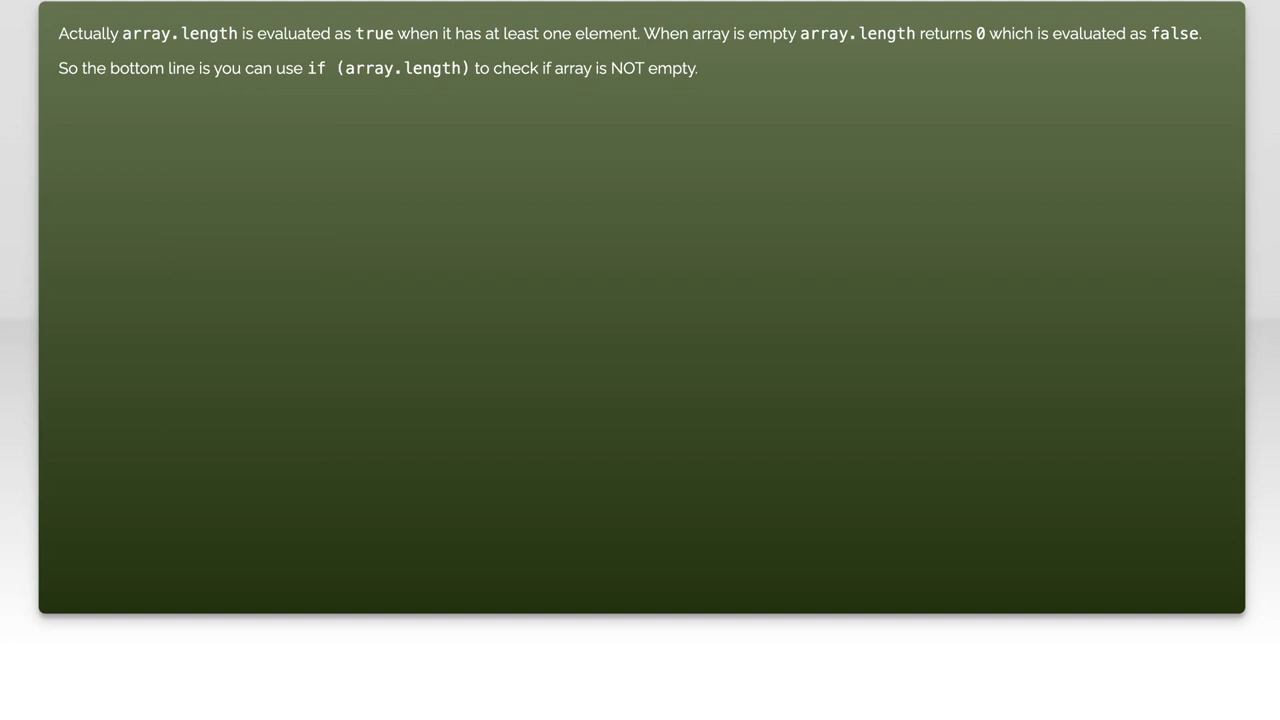 Actually array.length is evaluated as true when it has at least one element. When array is empty array.length returns 0 which is evaluated as false.
So the bottom line is you can use if (array.length) to check if array is NOT empty.